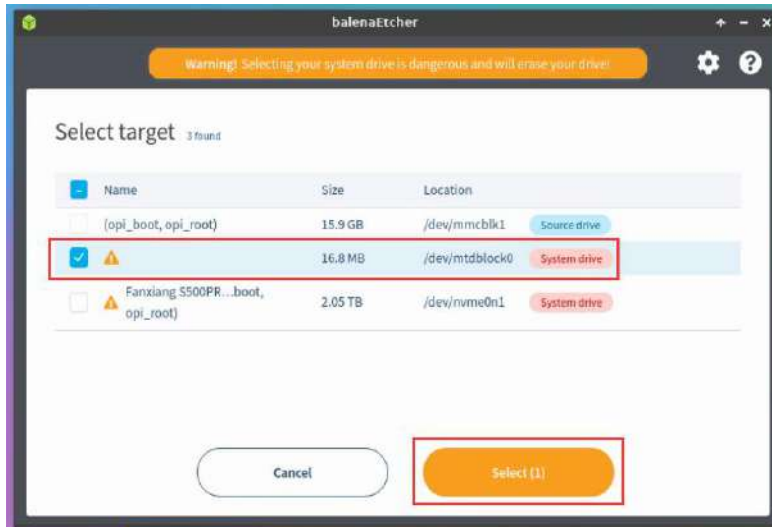 balenaEtcher
Warning! Selecting your system drive is dangerous and will erase your drive!
Select target 3 found
Name Size Location
(opi_boot, opi_root) 15.9 GB /dev/mmcblk1 Source drive
16.8 MB /dev/mtdblock0 System drive
Fanxiang S500PR...boot,
opi_root) 2.05 TB /dev/nvme0n1 System drive
Cancel Select (1)